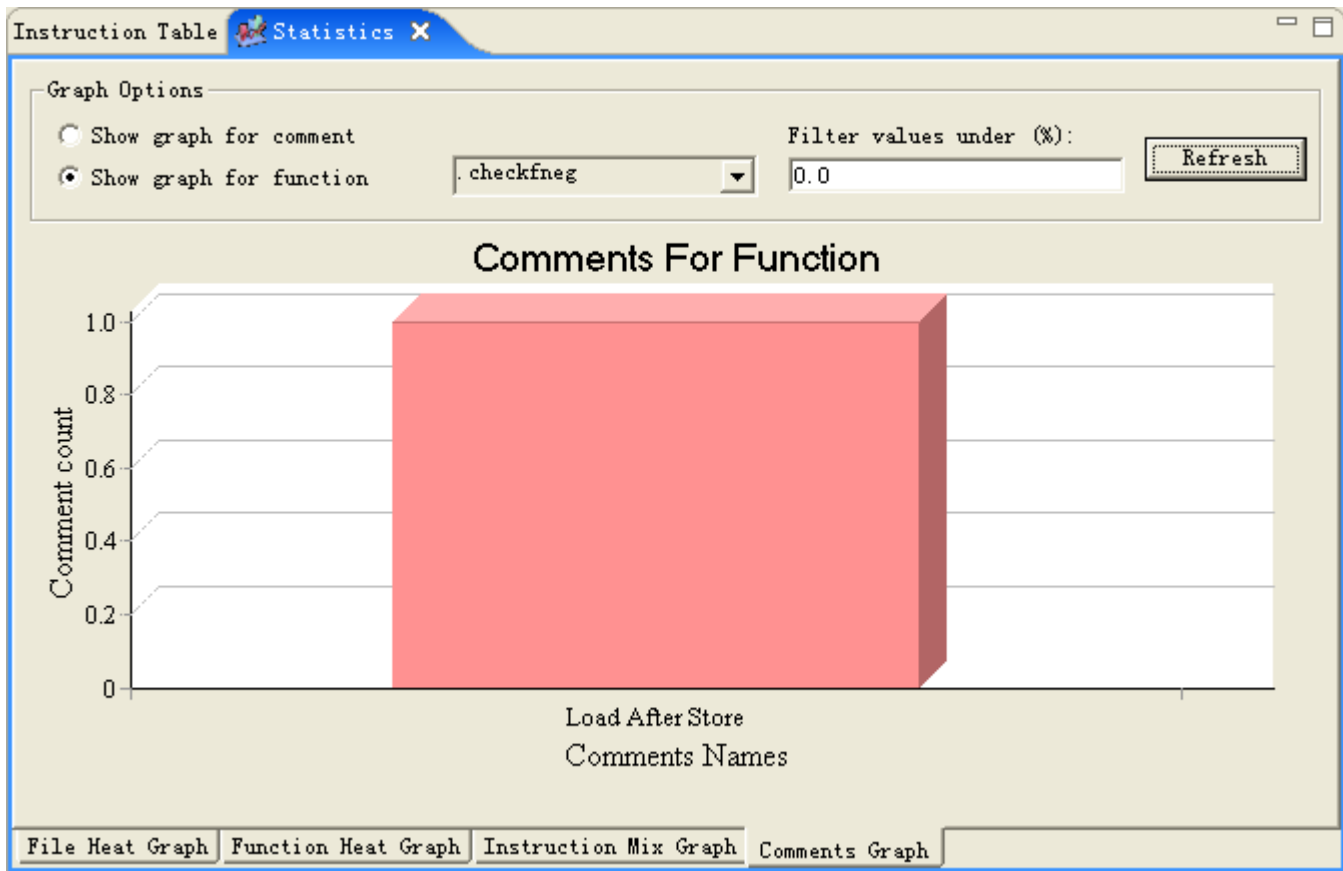 Instruction Table Statistics
Graph Options
Show graph for comment
Filter values under (%):
Show graph for function
.checkfneg
0.0
Refresh
Comments For Function
1.0
0.8
0.6
0.4
0.2
0
Comment count
Load After Store
Comments Names
File Heat Graph Function Heat Graph Instruction Mix Graph Comments Graph